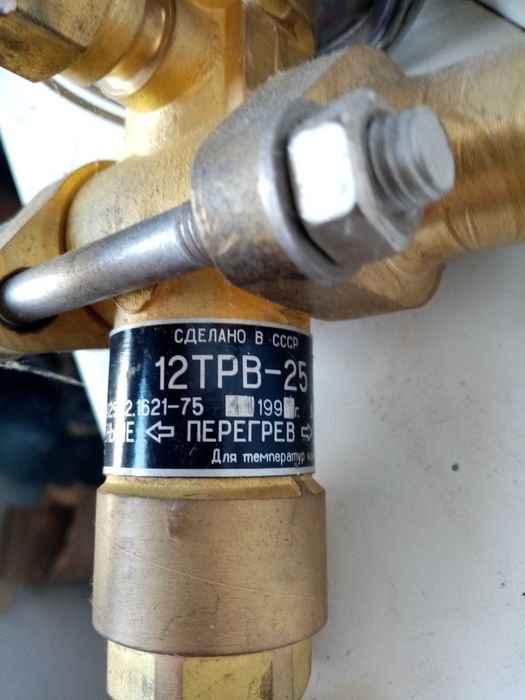 СДЕЛАНО В СССР
12ТРВ-25
2.1621-75 199 г.
⇦ ПЕРЕГРЕВ ⇨
Для температур